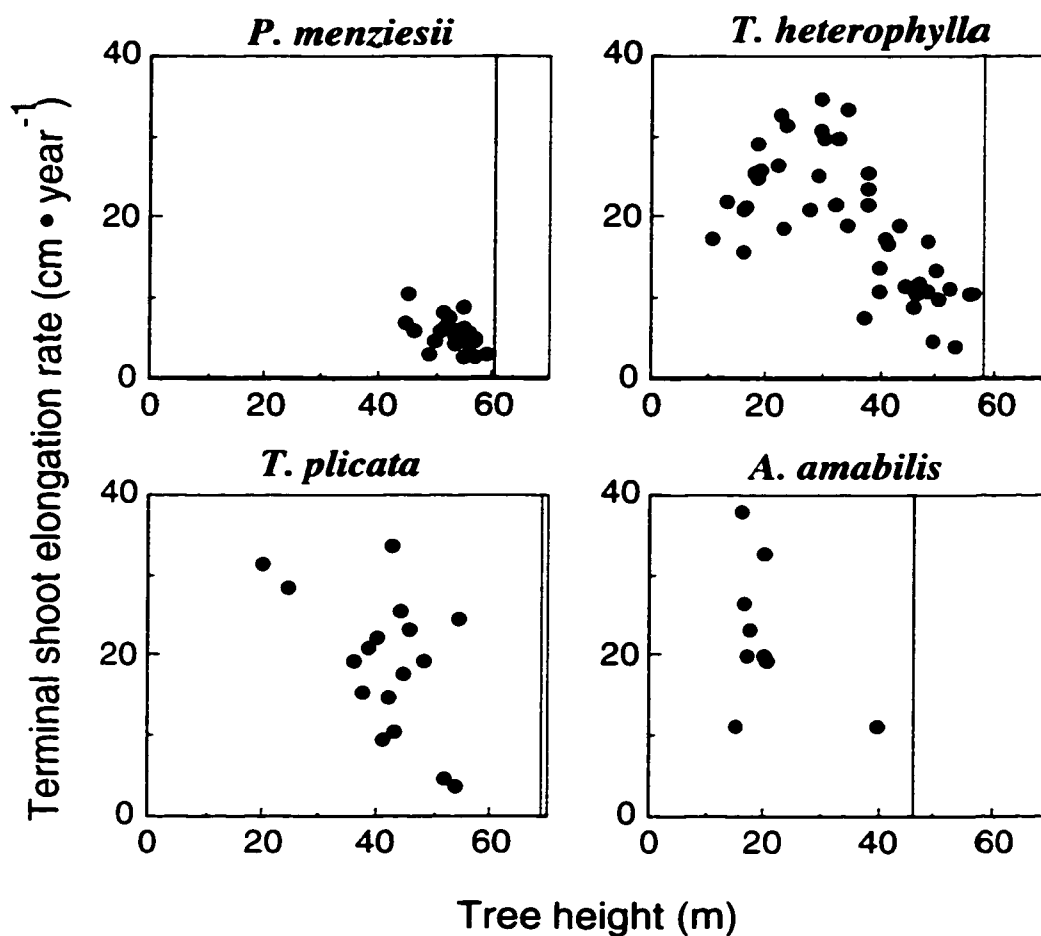 P. menziesii
T. heterophylla
40
20
0
0 20 40 60
40
20
0
0 20 40 60
T. plicata
A. amabilis
40
20
0
0 20 40 60
40
20
0
0 20 40 60
Terminal shoot elongation rate (cm • year⁻¹)
Tree height (m)